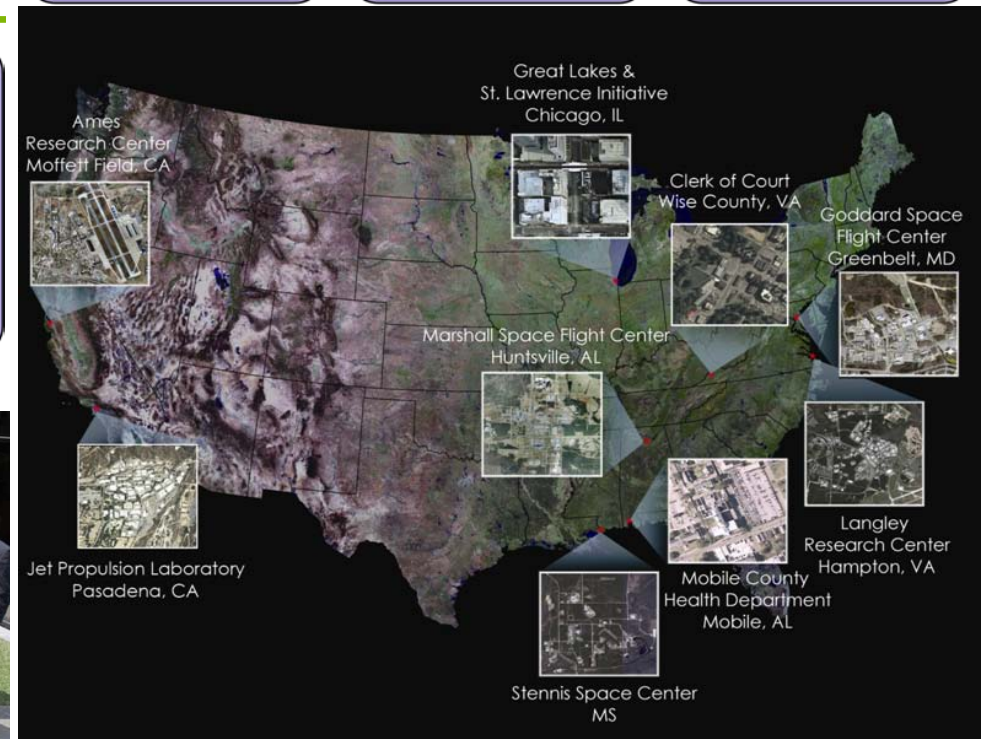 Great Lakes &
St. Lawrence Initiative
Chicago, IL
Ames
Research Center
Moffett Field, CA
Clerk of Court
Wise County, VA
Goddard Space
Flight Center
Greenbelt, MD
Marshall Space Flight Center
Huntsville, AL
Langley
Research Center
Hampton, VA
Jet Propulsion Laboratory
Pasadena, CA
Mobile County
Health Department
Mobile, AL
Stennis Space Center
MS